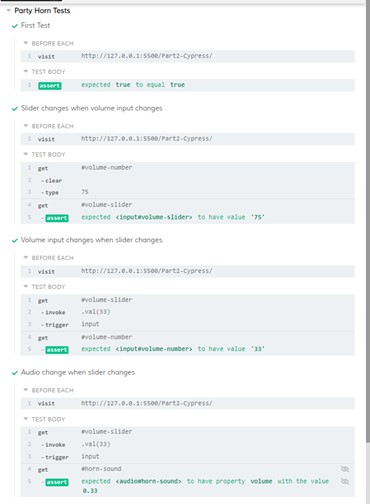 Party Horn Tests
First Test
BEFORE EACH
1 visit http://127.0.0.1:5500/Part2-Cypress/
TEST BODY
1 assert expected true to equal true
Slider changes when volume input changes
BEFORE EACH
1 visit http://127.0.0.1:5500/Part2-Cypress/
TEST BODY
1 get #volume-number
2 -clear
3 -type 75
4 get #volume-slider
5 -assert expected <input#volume-slider> to have value '75'
Volume input changes when slider changes
BEFORE EACH
1 visit http://127.0.0.1:5500/Part2-Cypress/
TEST BODY
1 get #volume-slider
2 -invoke .val(33)
3 -trigger input
4 get #volume-number
5 -assert expected <input#volume-number> to have value '33'
Audio change when slider changes
BEFORE EACH
1 visit http://127.0.0.1:5500/Part2-Cypress/
TEST BODY
1 get #volume-slider
2 -invoke .val(33)
3 -trigger input
4 get #horn-sound
5 -assert expected <audio#horn-sound> to have property volume with the value
0.33